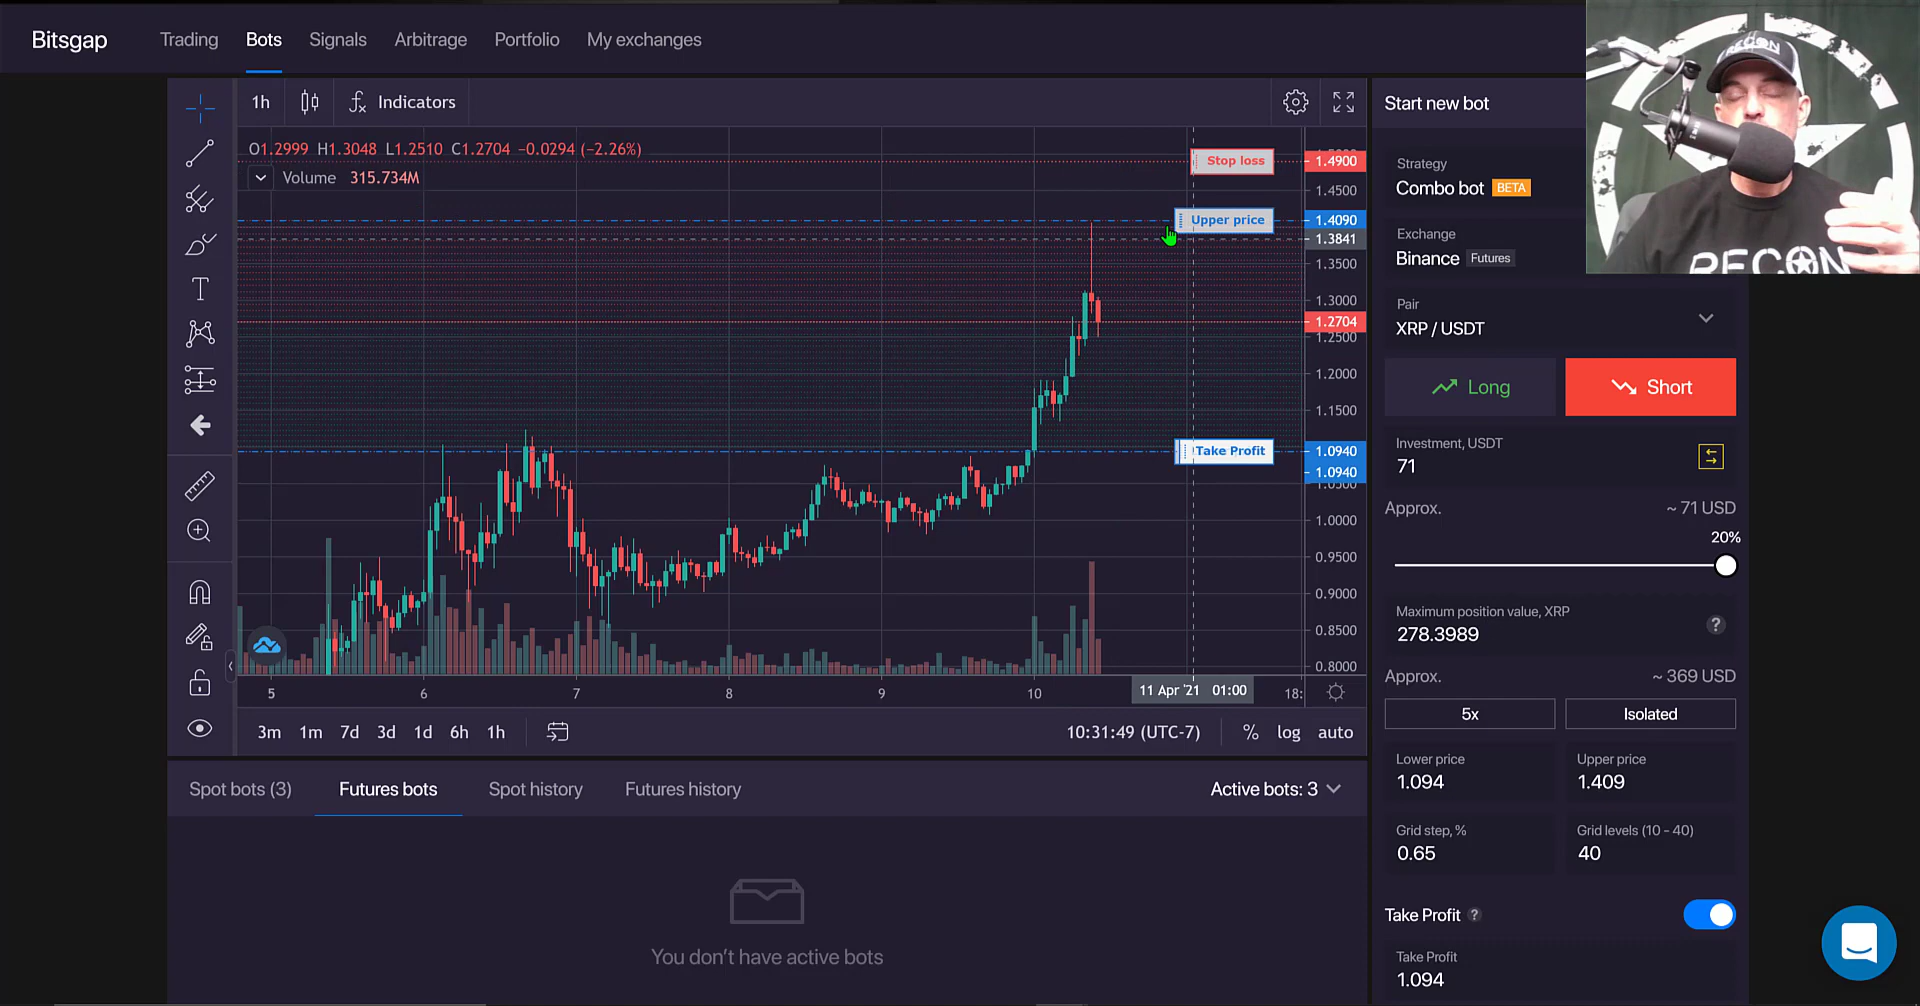 Bitsgap
Trading
Bots
Signals
Arbitrage
Portfolio
My exchanges
1h
Indicators
O1.2999 H1.3048 L1.2510 C1.2704 −0.0294 (−2.26%)
Volume 315.734M
Stop loss
1.4900
1.4500
Upper price
1.4090
1.3841
1.3500
1.3000
1.2704
1.2500
1.2000
1.1500
Take Profit
1.0940
1.0940
1.0500
1.0000
0.9500
0.9000
0.8500
0.8000
5 6 7 8 9 10
11 Apr '21 01:00
18:
3m 1m 7d 3d 1d 6h 1h
10:31:49 (UTC-7)
% log auto
Spot bots (3)
Futures bots
Spot history
Futures history
Active bots: 3
You don't have active bots
Start new bot
Strategy
Combo bot BETA
Exchange
Binance Futures
Pair
XRP / USDT
Long
Short
Investment, USDT
71
Approx. ~ 71 USD
20%
Maximum position value, XRP
278.3989
?
Approx. ~ 369 USD
5x
Isolated
Lower price
1.094
Upper price
1.409
Grid step, %
0.65
Grid levels (10 - 40)
40
Take Profit ?
Take Profit
1.094
RECON
RECON